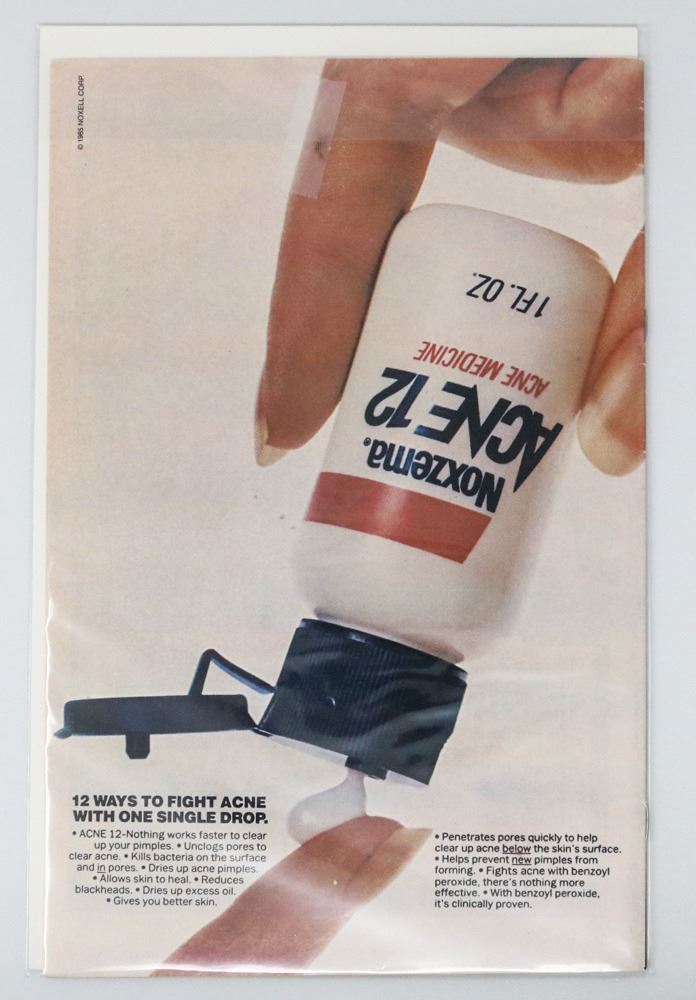 © 1985 NOXELL CORP.
1 FL. OZ.
ACNE MEDICINE
ACNE 12
Noxzema®
12 WAYS TO FIGHT ACNE
WITH ONE SINGLE DROP.
• ACNE 12-Nothing works faster to clear
up your pimples. • Unclogs pores to
clear acne. • Kills bacteria on the surface
and in pores. • Dries up acne pimples.
• Allows skin to heal. • Reduces
blackheads. • Dries up excess oil.
• Gives you better skin.
• Penetrates pores quickly to help
clear up acne below the skin's surface.
• Helps prevent new pimples from
forming. • Fights acne with benzoyl
peroxide, there's nothing more
effective. • With benzoyl peroxide,
it's clinically proven.